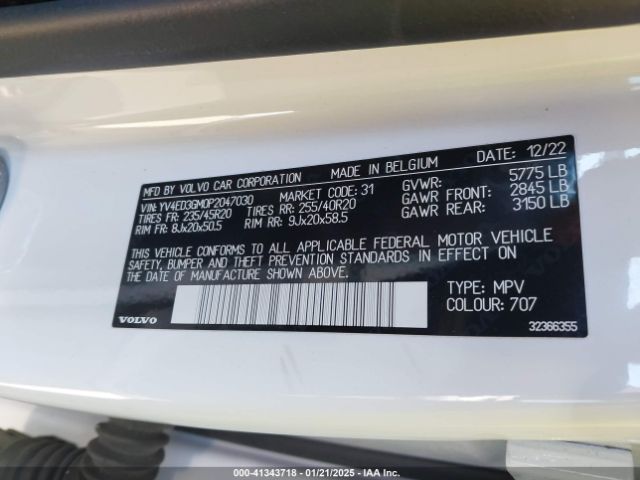 MFD BY VOLVO CAR CORPORATION MADE IN BELGIUM DATE: 12/22
VIN: YV4ED3GM0P2047030 MARKET CODE: 31 GVWR: 5775 LB
TIRES FR: 235/45R20 TIRES RR: 255/40R20 GAWR FRONT: 2845 LB
RIM FR: 8Jx20x50.5 RIM RR: 9Jx20x58.5 GAWR REAR: 3150 LB
THIS VEHICLE CONFORMS TO ALL APPLICABLE FEDERAL MOTOR VEHICLE
SAFETY, BUMPER AND THEFT PREVENTION STANDARDS IN EFFECT ON
THE DATE OF MANUFACTURE SHOWN ABOVE.
TYPE: MPV
COLOUR: 707
VOLVO
32366355
000-41343718 - 01/21/2025 - IAA Inc.